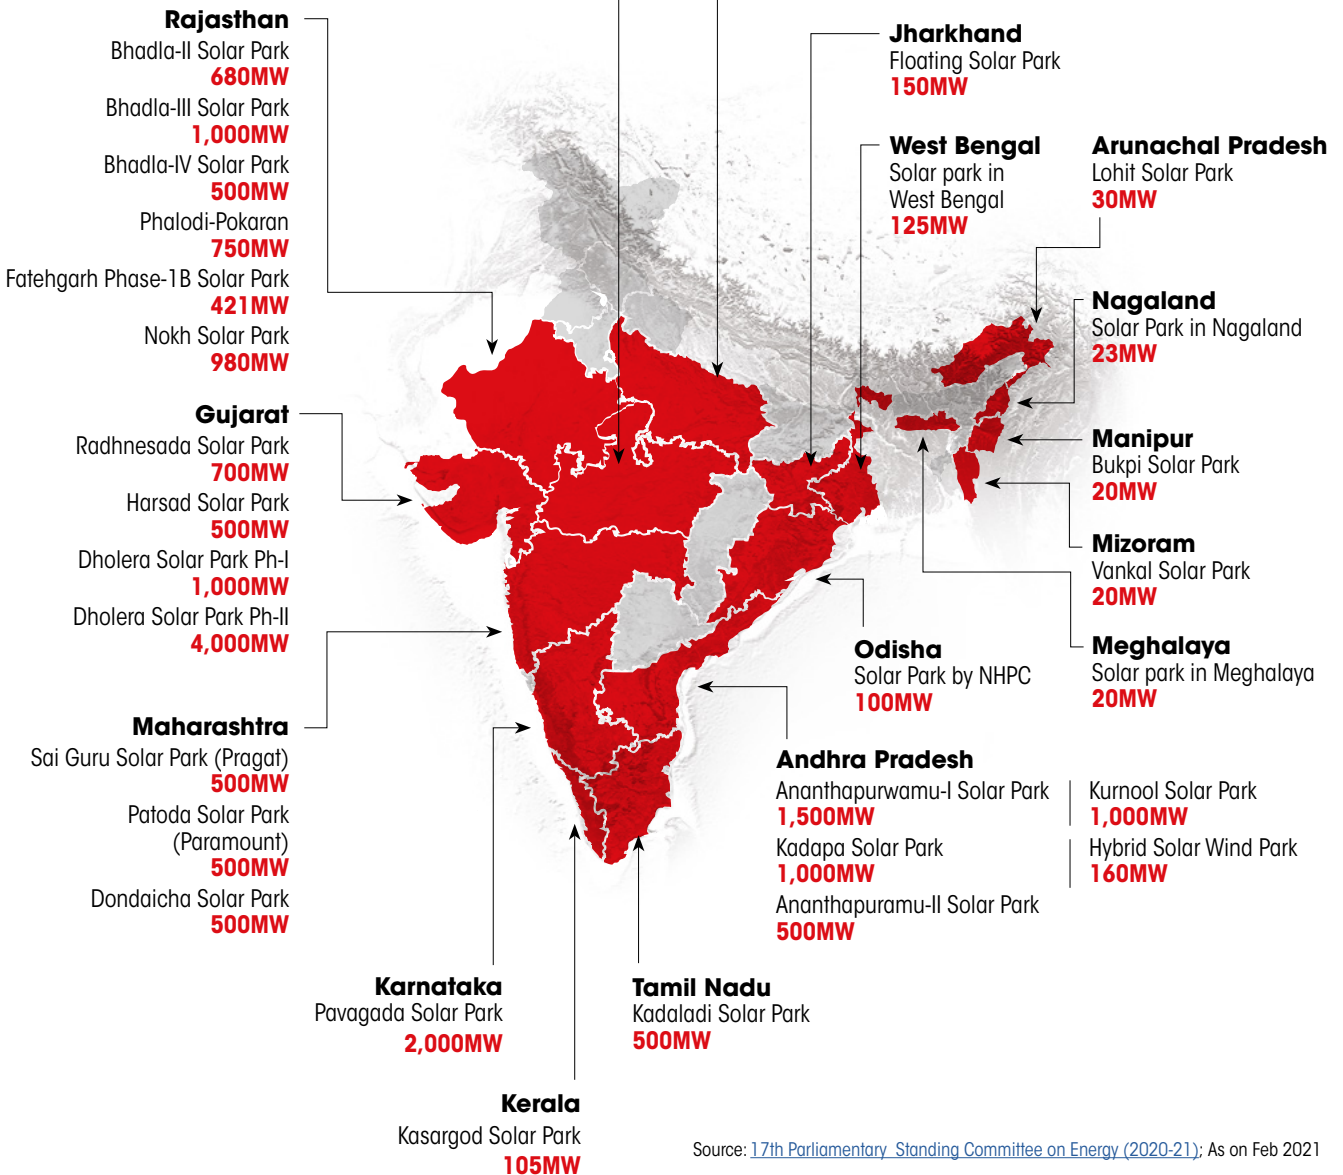 Rajasthan
Bhadla-II Solar Park
680MW
Bhadla-III Solar Park
1,000MW
Bhadla-IV Solar Park
500MW
Phalodi-Pokaran
750MW
Fatehgarh Phase-1B Solar Park
421MW
Nokh Solar Park
980MW
Gujarat
Radhnesada Solar Park
700MW
Harsad Solar Park
500MW
Dholera Solar Park Ph-I
1,000MW
Dholera Solar Park Ph-II
4,000MW
Maharashtra
Sai Guru Solar Park (Pragat)
500MW
Patoda Solar Park
(Paramount)
500MW
Dondaicha Solar Park
500MW
Karnataka
Pavagada Solar Park
2,000MW
Kerala
Kasargod Solar Park
105MW
Tamil Nadu
Kadaladi Solar Park
500MW
Andhra Pradesh
Ananthapurwamu-I Solar Park
1,500MW
Kadapa Solar Park
1,000MW
Ananthapuramu-II Solar Park
500MW
Kurnool Solar Park
1,000MW
Hybrid Solar Wind Park
160MW
Odisha
Solar Park by NHPC
100MW
Jharkhand
Floating Solar Park
150MW
West Bengal
Solar park in
West Bengal
125MW
Arunachal Pradesh
Lohit Solar Park
30MW
Nagaland
Solar Park in Nagaland
23MW
Manipur
Bukpi Solar Park
20MW
Mizoram
Vankal Solar Park
20MW
Meghalaya
Solar park in Meghalaya
20MW
Source: 17th Parliamentary Standing Committee on Energy (2020-21); As on Feb 2021